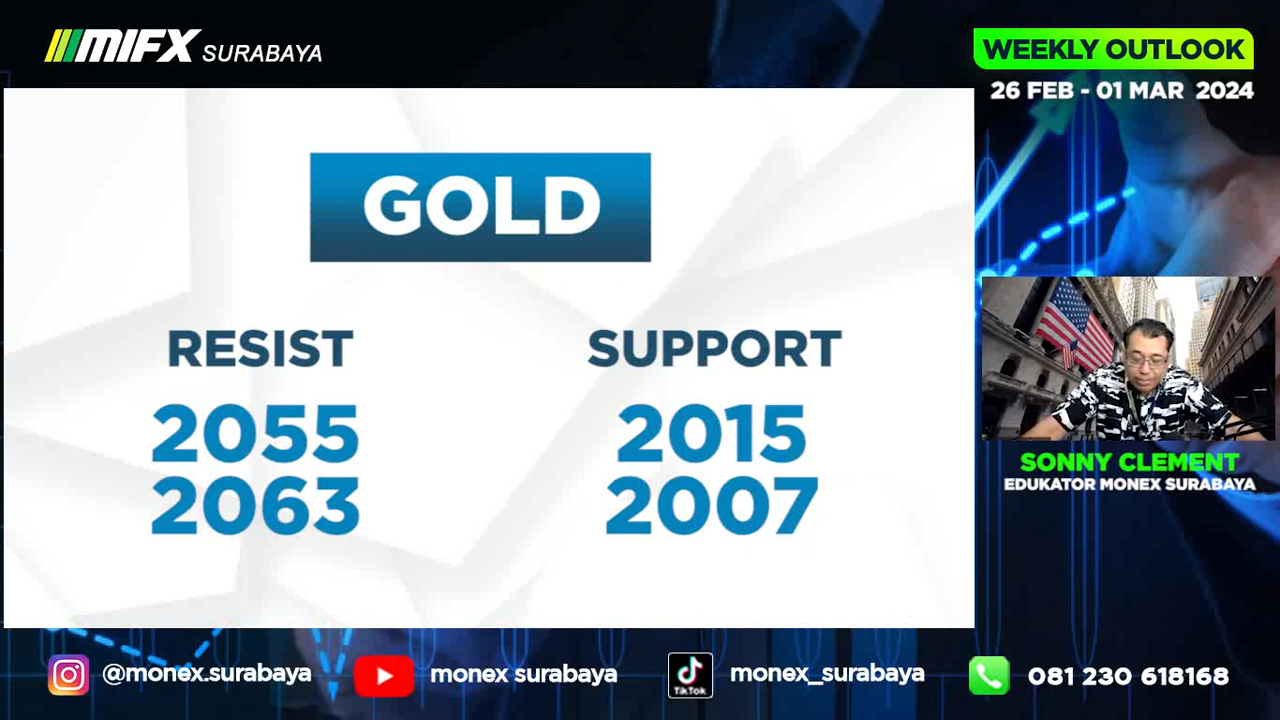 MIFX SURABAYA
WEEKLY OUTLOOK
26 FEB - 01 MAR 2024
GOLD
RESIST
2055
2063
SUPPORT
2015
2007
SONNY CLEMENT
EDUKATOR MONEX SURABAYA
@monex.surabaya
monex surabaya
TikTok
monex_surabaya
081 230 618168